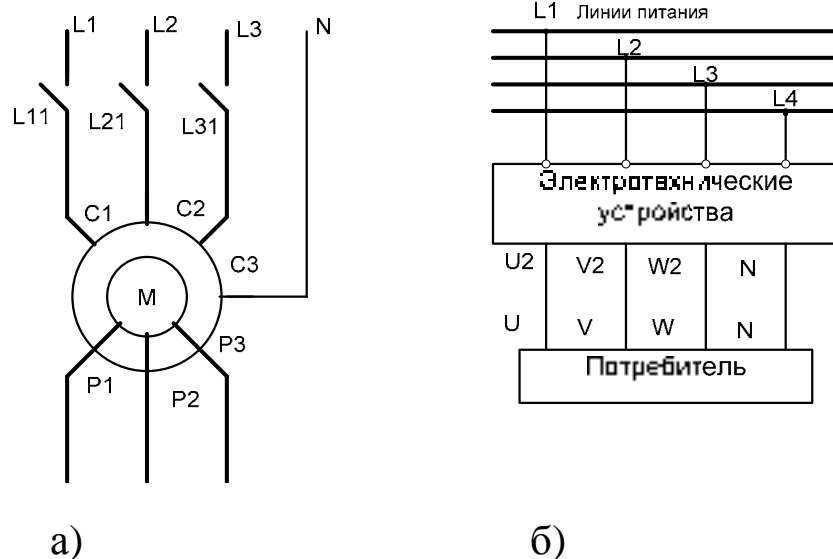 L1 L2 L3 N
L11 L21 L31
C1 C2
C3
M
P3
P1 P2
а)
L1 Линии питания
L2
L3
L4
Электротехнические
устройства
U2 V2 W2 N
U V W N
Потребитель
б)